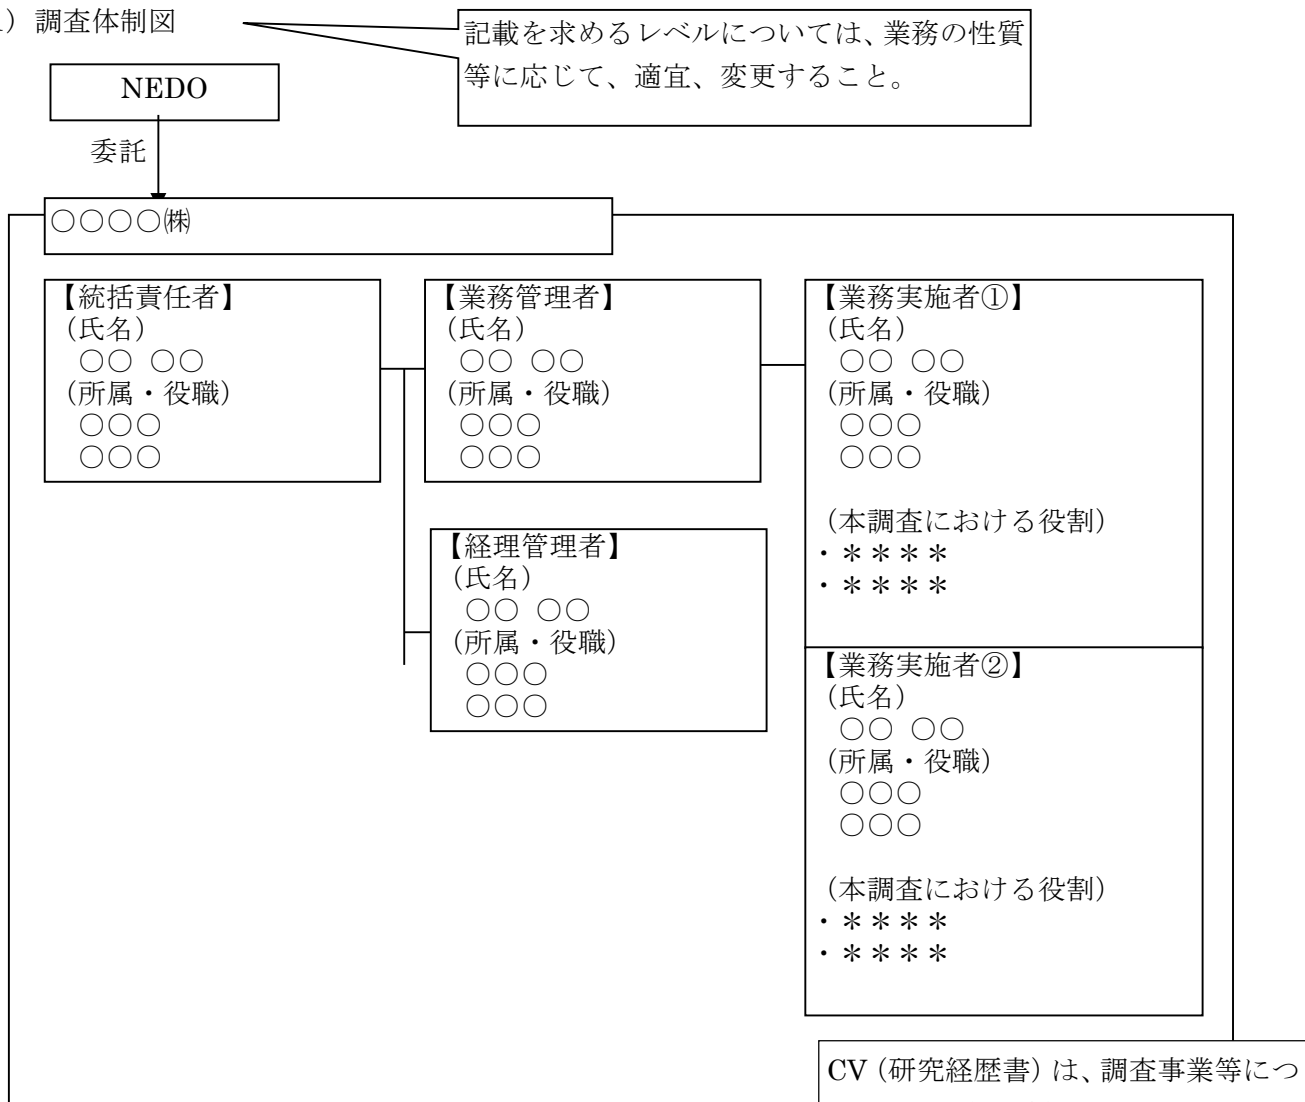 ) 調査体制図
記載を求めるレベルについては、業務の性質
等に応じて、適宜、変更すること。
NEDO
委託
○○○○㈱
【統括責任者】
(氏名)
○○ ○○
(所属・役職)
○○○
○○○
【業務管理者】
(氏名)
○○ ○○
(所属・役職)
○○○
○○○
【経理管理者】
(氏名)
○○ ○○
(所属・役職)
○○○
○○○
【業務実施者①】
(氏名)
○○ ○○
(所属・役職)
○○○
○○○
(本調査における役割)
・＊＊＊＊
・＊＊＊＊
【業務実施者②】
(氏名)
○○ ○○
(所属・役職)
○○○
○○○
(本調査における役割)
・＊＊＊＊
・＊＊＊＊
CV（研究経歴書）は、調査事業等につ